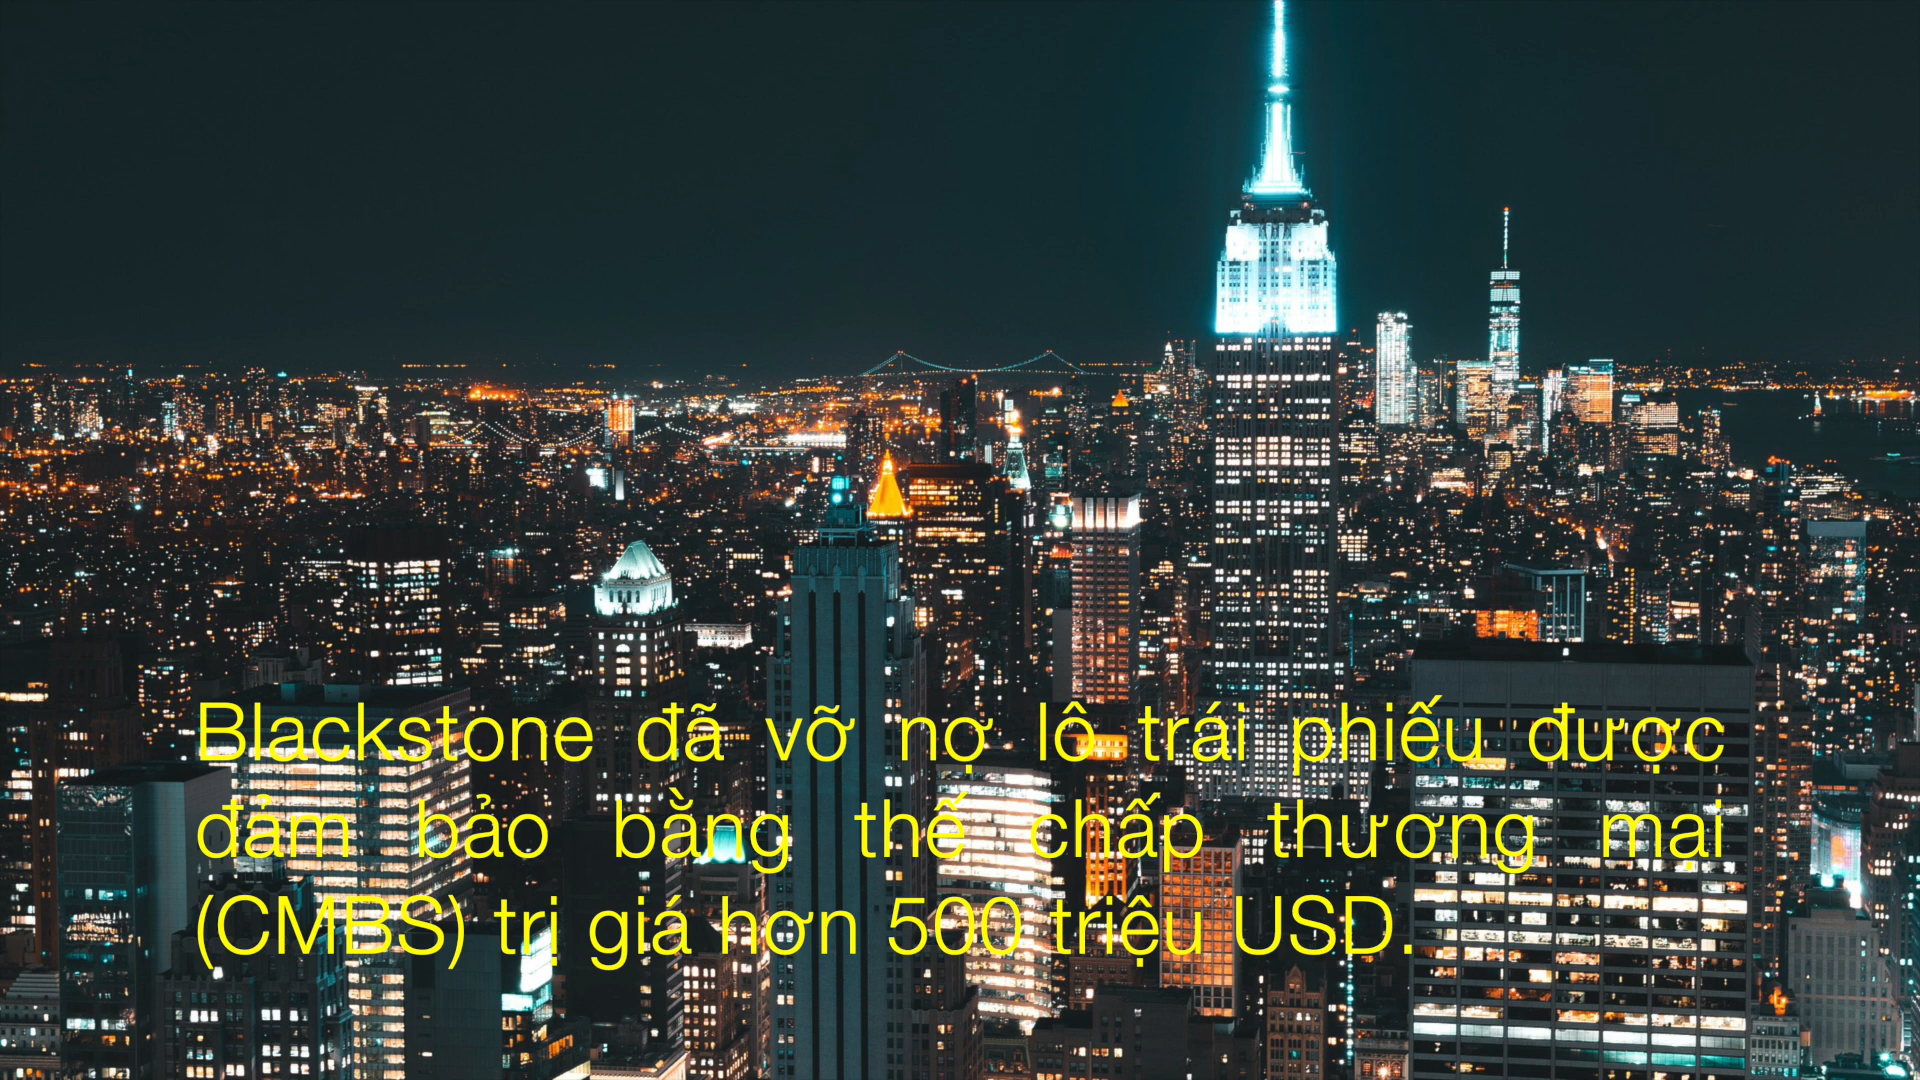 Blackstone đã vỡ nợ lô trái phiếu được
đảm bảo bằng thế chấp thương mại
(CMBS) trị giá hơn 500 triệu USD.